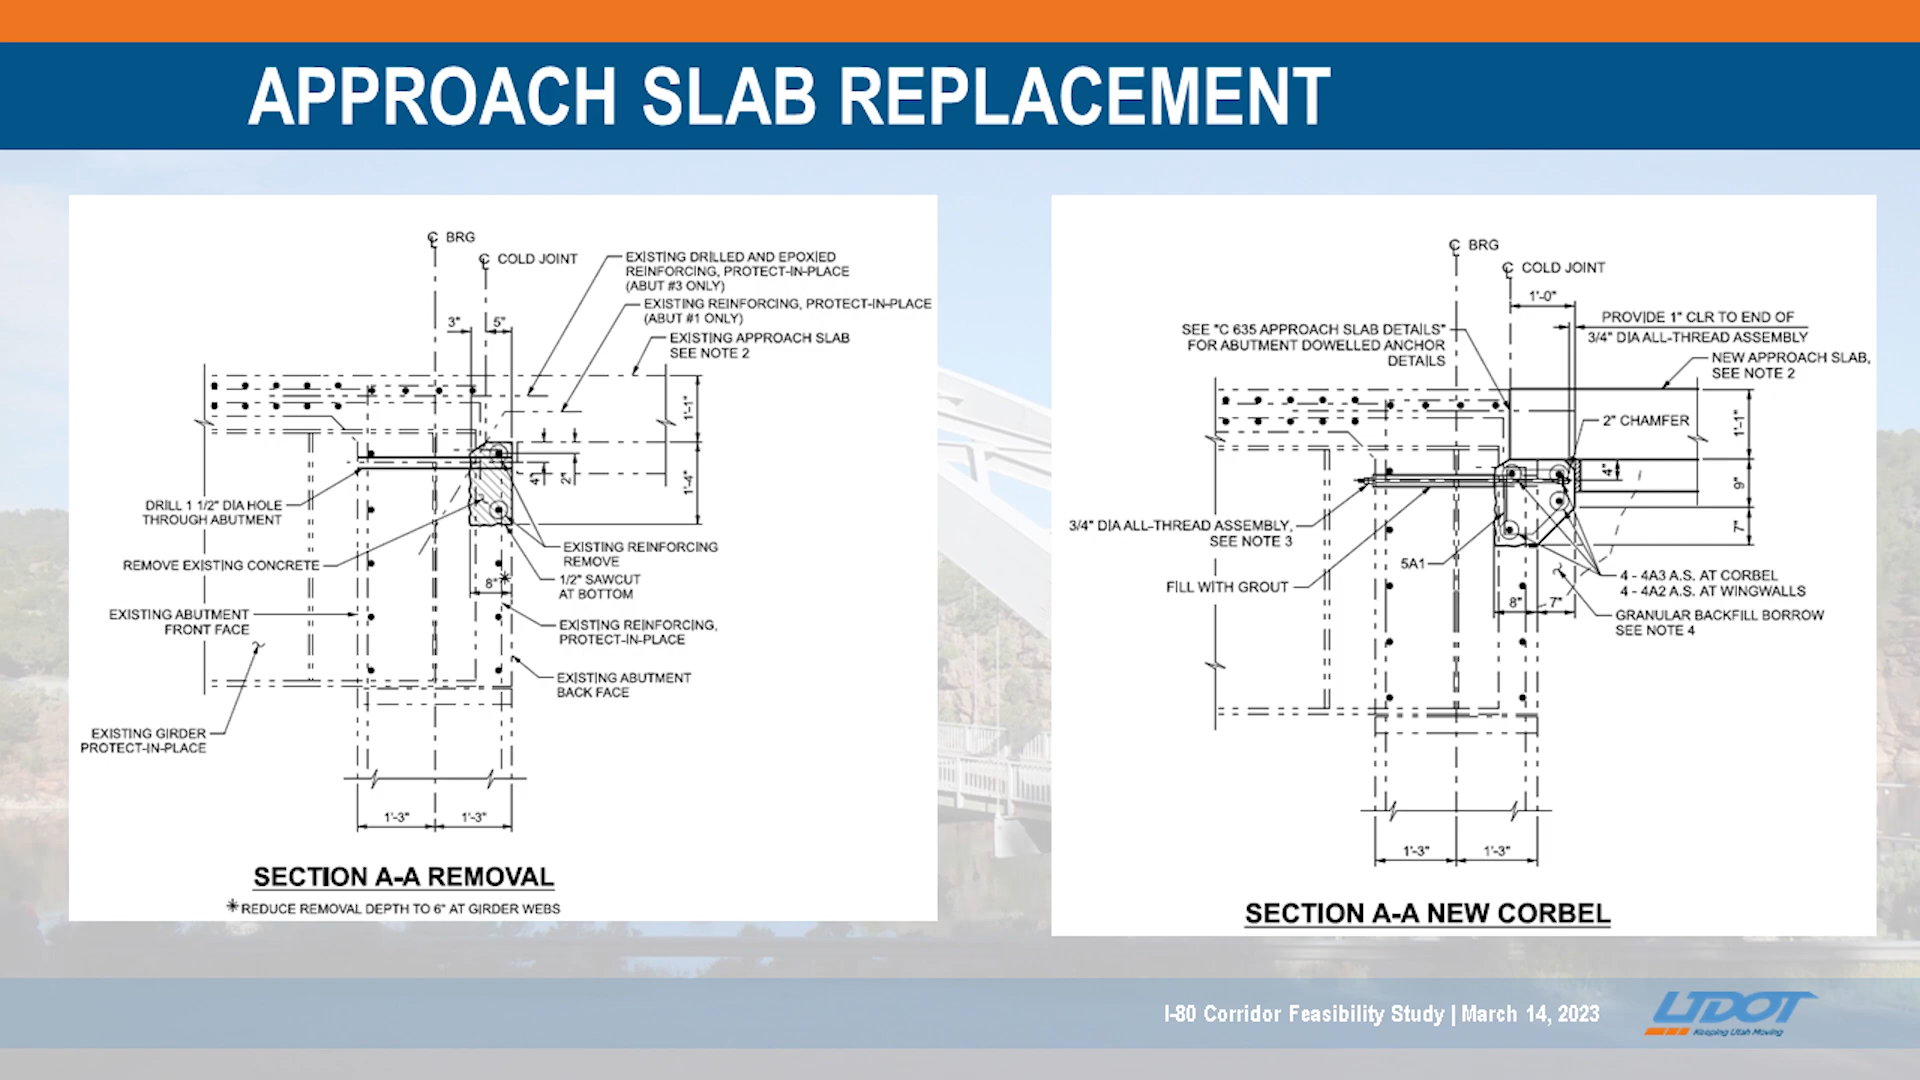 APPROACH SLAB REPLACEMENT
℄ BRG
℄ COLD JOINT
EXISTING DRILLED AND EPOXIED
REINFORCING, PROTECT-IN-PLACE
(ABUT #3 ONLY)
EXISTING REINFORCING, PROTECT-IN-PLACE
(ABUT #1 ONLY)
EXISTING APPROACH SLAB
SEE NOTE 2
3"
5"
1'-1"
4"
2"
1'-4"
DRILL 1 1/2" DIA HOLE
THROUGH ABUTMENT
REMOVE EXISTING CONCRETE
EXISTING REINFORCING
REMOVE
1/2" SAWCUT
AT BOTTOM
8"*
EXISTING ABUTMENT
FRONT FACE
EXISTING REINFORCING,
PROTECT-IN-PLACE
EXISTING ABUTMENT
BACK FACE
EXISTING GIRDER
PROTECT-IN-PLACE
1'-3"
1'-3"
SECTION A-A REMOVAL
*REDUCE REMOVAL DEPTH TO 6" AT GIRDER WEBS
℄ BRG
℄ COLD JOINT
1'-0"
PROVIDE 1" CLR TO END OF
3/4" DIA ALL-THREAD ASSEMBLY
SEE "C 635 APPROACH SLAB DETAILS"
FOR ABUTMENT DOWELLED ANCHOR
DETAILS
NEW APPROACH SLAB,
SEE NOTE 2
2" CHAMFER
1'-1"
4"
9"
7"
3/4" DIA ALL-THREAD ASSEMBLY,
SEE NOTE 3
5A1
FILL WITH GROUT
4 - 4A3 A.S. AT CORBEL
4 - 4A2 A.S. AT WINGWALLS
8"
7"
GRANULAR BACKFILL BORROW
SEE NOTE 4
1'-3"
1'-3"
SECTION A-A NEW CORBEL
I-80 Corridor Feasibility Study | March 14, 2023
UDOT
Keeping Utah Moving